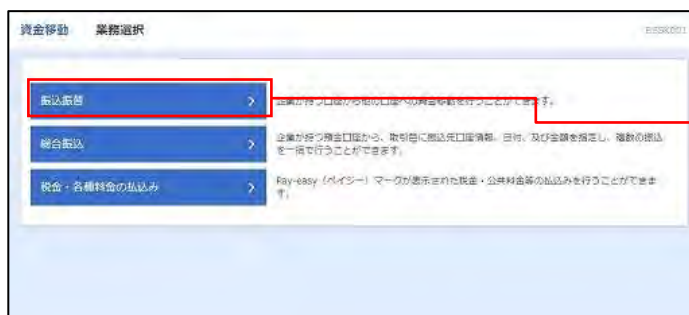 資金移動　業務選択
BSSK001
振込振替
企業が持つ口座から他の口座への資金移動を行うことができます。
総合振込
企業が持つ預金口座から、取引毎に振込先口座情報、日付、及び金額を指定し、複数の振込
を一括で行うことができます。
税金・各種料金の払込み
Pay-easy（ペイジー）マークが表示された税金・公共料金等の払込みを行うことができま
す。